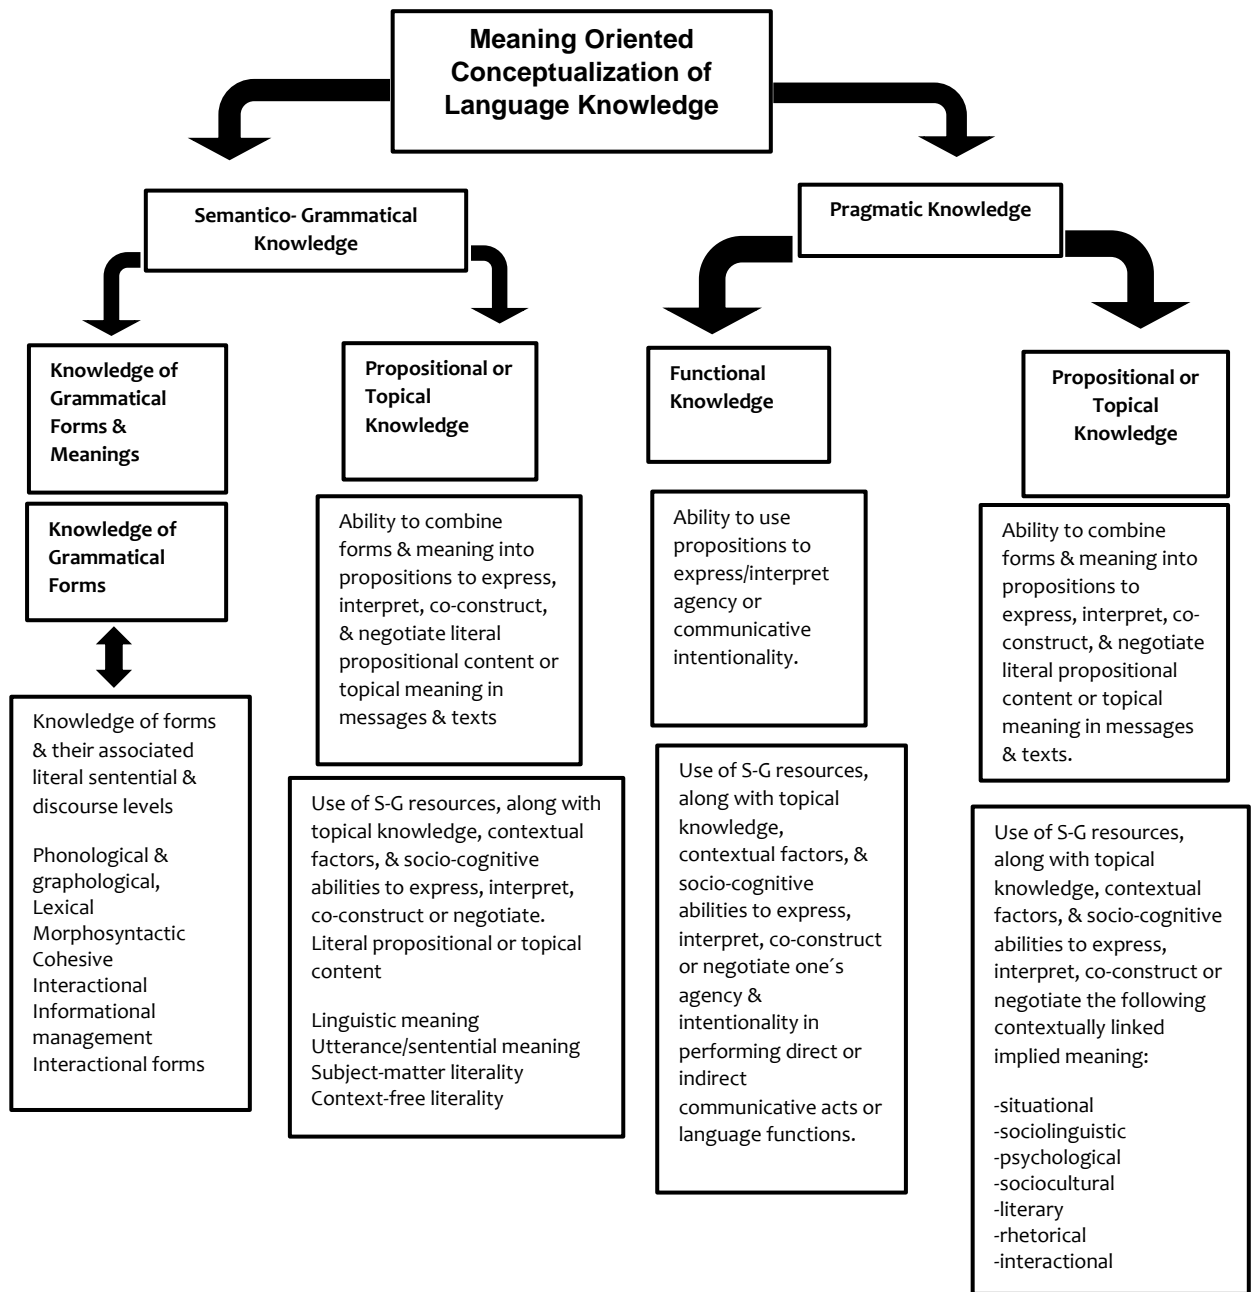 Meaning Oriented
Conceptualization of
Language Knowledge
Semantico- Grammatical
Knowledge
Pragmatic Knowledge
Knowledge of
Grammatical
Forms &
Meanings
Knowledge of
Grammatical
Forms
Knowledge of forms
& their associated
literal sentential &
discourse levels
Phonological &
graphological,
Lexical
Morphosyntactic
Cohesive
Interactional
Informational
management
Interactional forms
Propositional or
Topical
Knowledge
Ability to combine
forms & meaning into
propositions to express,
interpret, co-construct,
& negotiate literal
propositional content or
topical meaning in
messages & texts
Use of S-G resources, along with
topical knowledge, contextual
factors, & socio-cognitive
abilities to express, interpret,
co-construct or negotiate.
Literal propositional or topical
content
Linguistic meaning
Utterance/sentential meaning
Subject-matter literality
Context-free literality
Functional
Knowledge
Ability to use
propositions to
express/interpret
agency or
communicative
intentionality.
Use of S-G resources,
along with topical
knowledge,
contextual factors, &
socio-cognitive
abilities to express,
interpret, co-construct
or negotiate one´s
agency &
intentionality in
performing direct or
indirect
communicative acts or
language functions.
Propositional or
Topical
Knowledge
Ability to combine
forms & meaning into
propositions to
express, interpret, co-
construct, & negotiate
literal propositional
content or topical
meaning in messages
& texts.
Use of S-G resources,
along with topical
knowledge, contextual
factors, & socio-cognitive
abilities to express,
interpret, co-construct or
negotiate the following
contextually linked
implied meaning:
-situational
-sociolinguistic
-psychological
-sociocultural
-literary
-rhetorical
-interactional